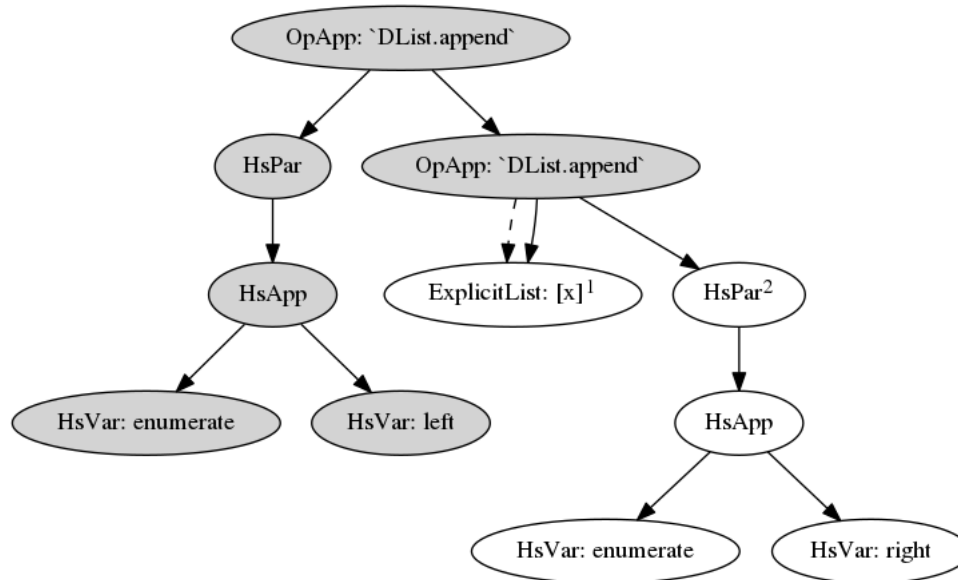 OpApp: `DList.append`
HsPar
OpApp: `DList.append`
HsApp
ExplicitList: [x]¹
HsPar²
HsVar: enumerate
HsVar: left
HsApp
HsVar: enumerate
HsVar: right